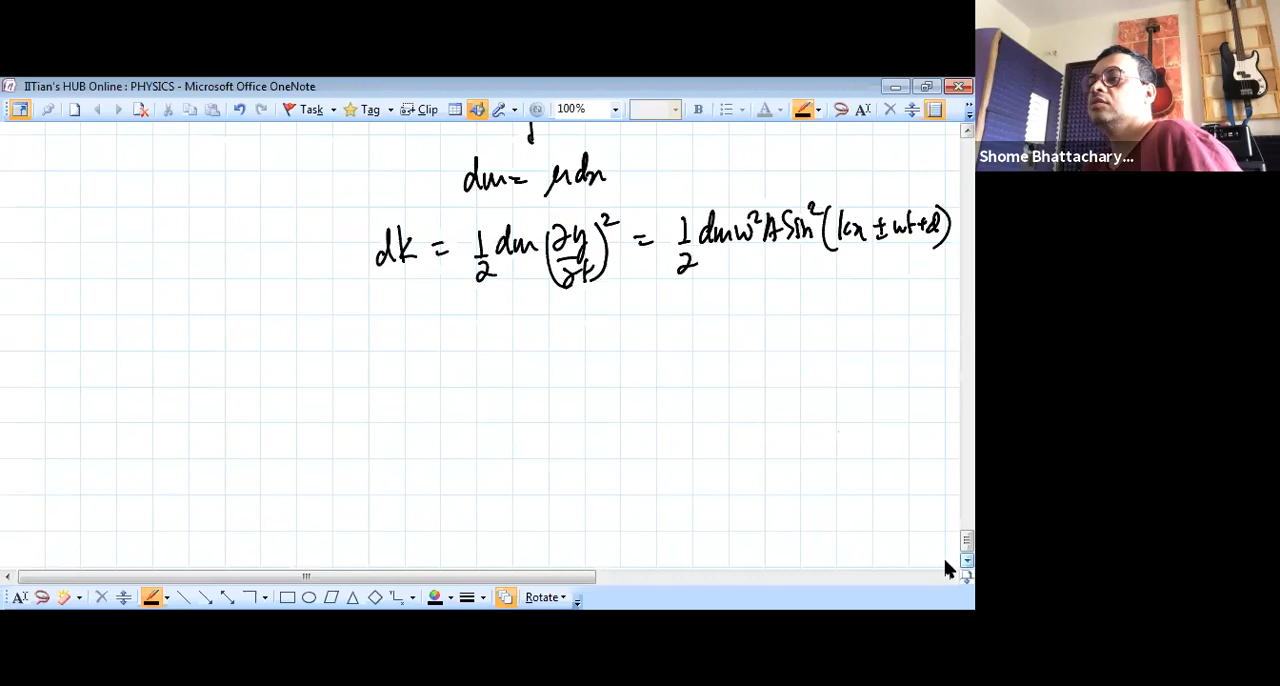 IITian's HUB Online : PHYSICS - Microsoft Office OneNote
Task Tag Clip 100% B A
dm = μdx
dk = 1/2 dm (∂y/∂t)² = 1/2 dm ω² A Sin² (kx ± ωt + α)
Rotate
Shome Bhattachary...